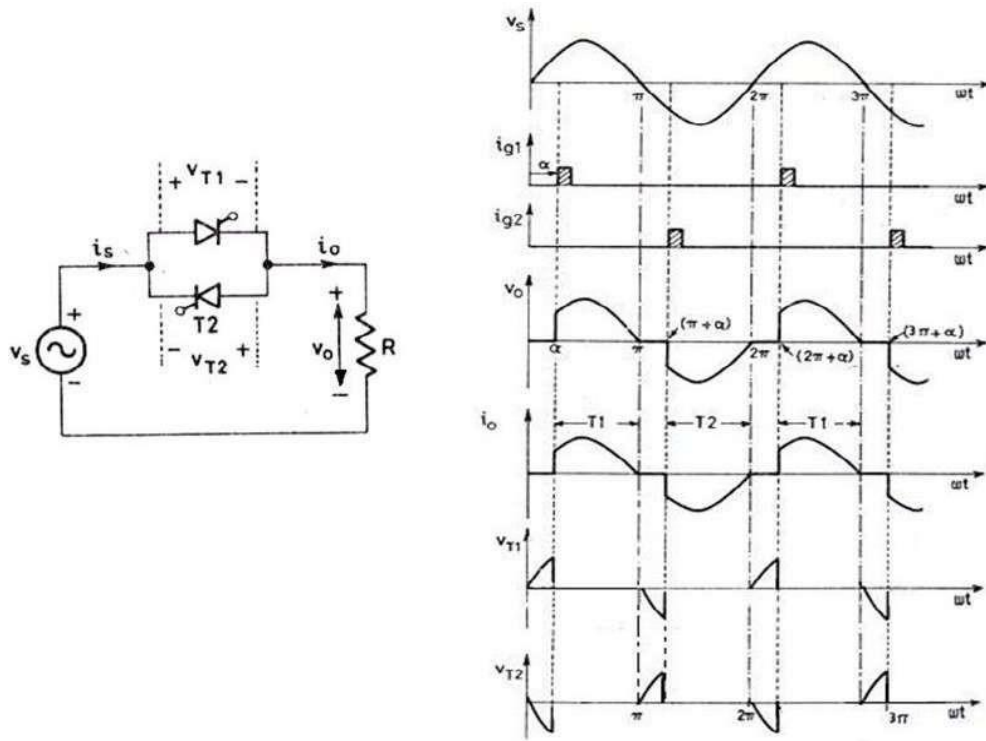 + vT1 −
is
io
T2
− vT2 +
+
vs
−
+
vo
−
R
vs
π
2π
3π
ωt
ig1
α
ωt
ig2
ωt
vo
(π+α)
(3π+α)
α
π
2π
(2π+α)
ωt
io
T1
T2
T1
ωt
vT1
ωt
vT2
π
2π
3π
ωt